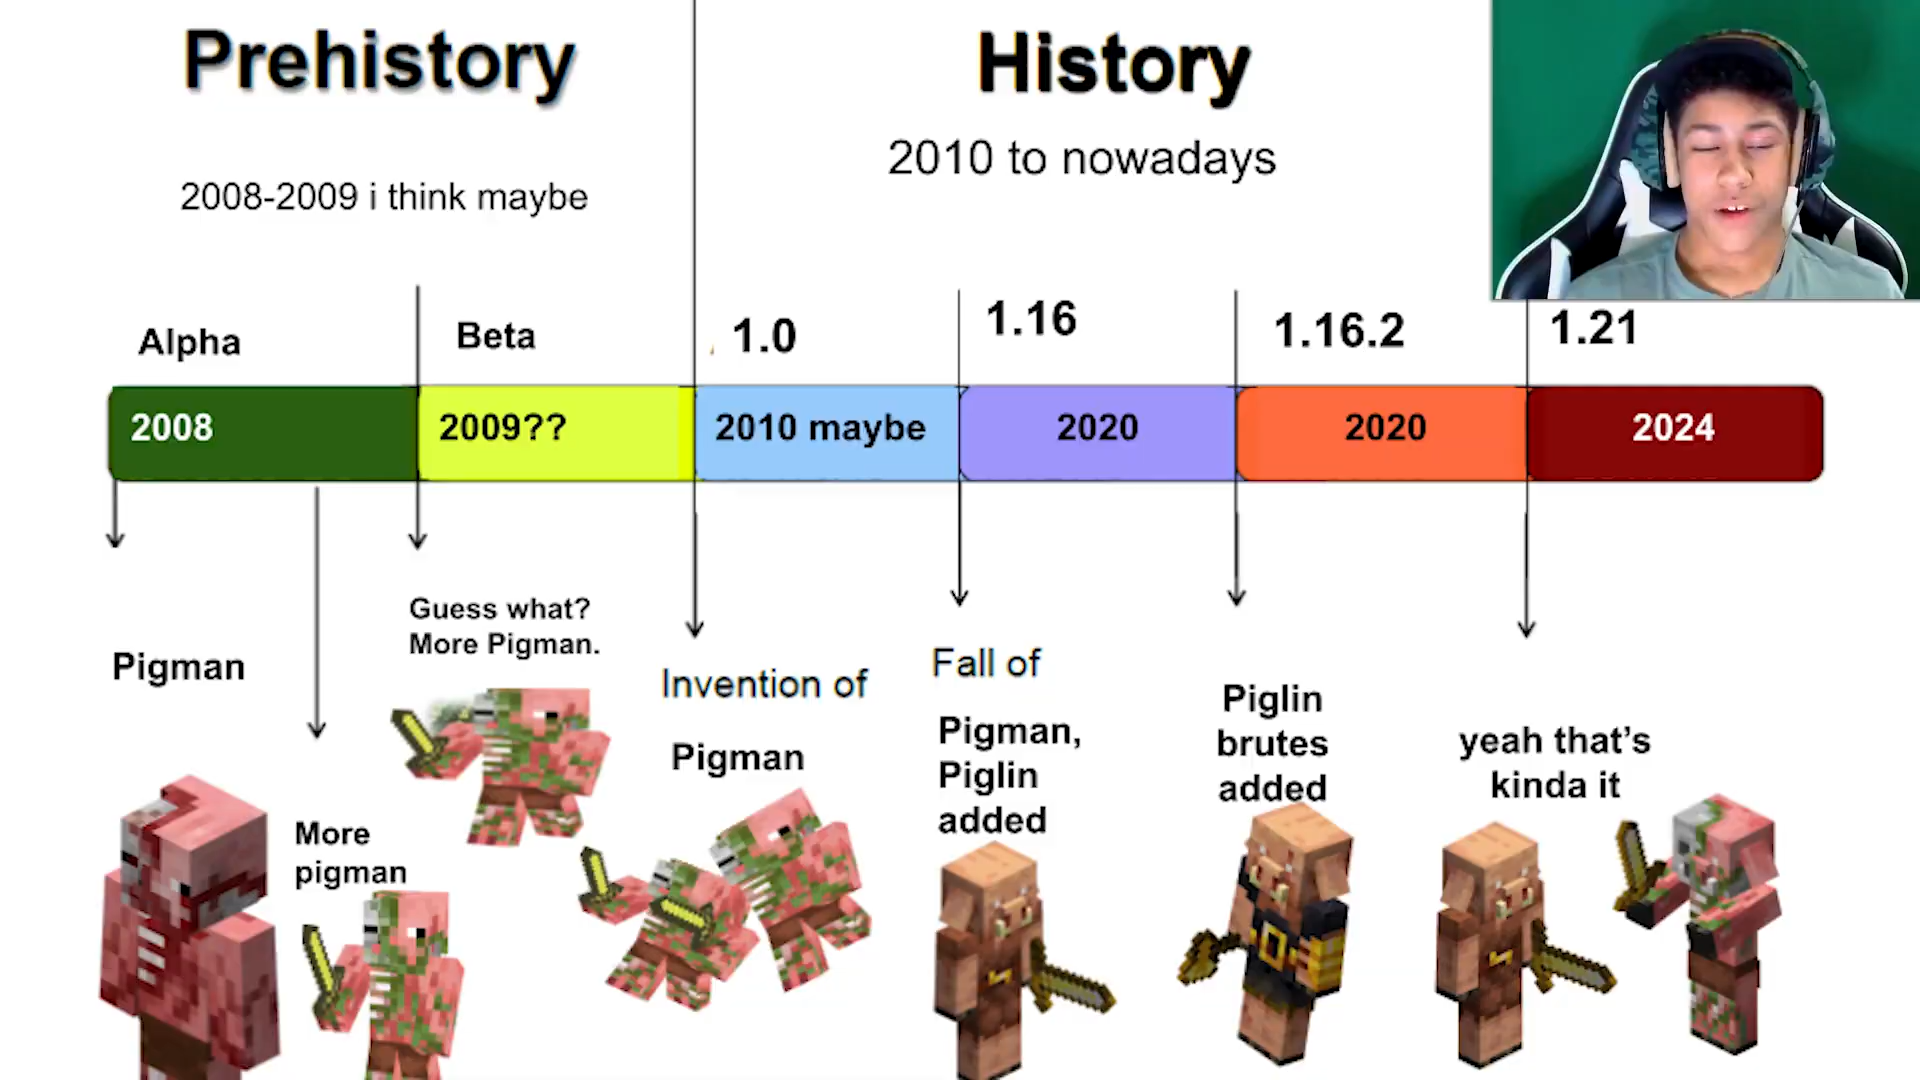 Prehistory
History
2008-2009 i think maybe
2010 to nowadays
Alpha
Beta
1.0
1.16
1.16.2
1.21
2008
2009??
2010 maybe
2020
2020
2024
Pigman
More
pigman
Guess what?
More Pigman.
Invention of
Pigman
Fall of
Pigman,
Piglin
added
Piglin
brutes
added
yeah that's
kinda it